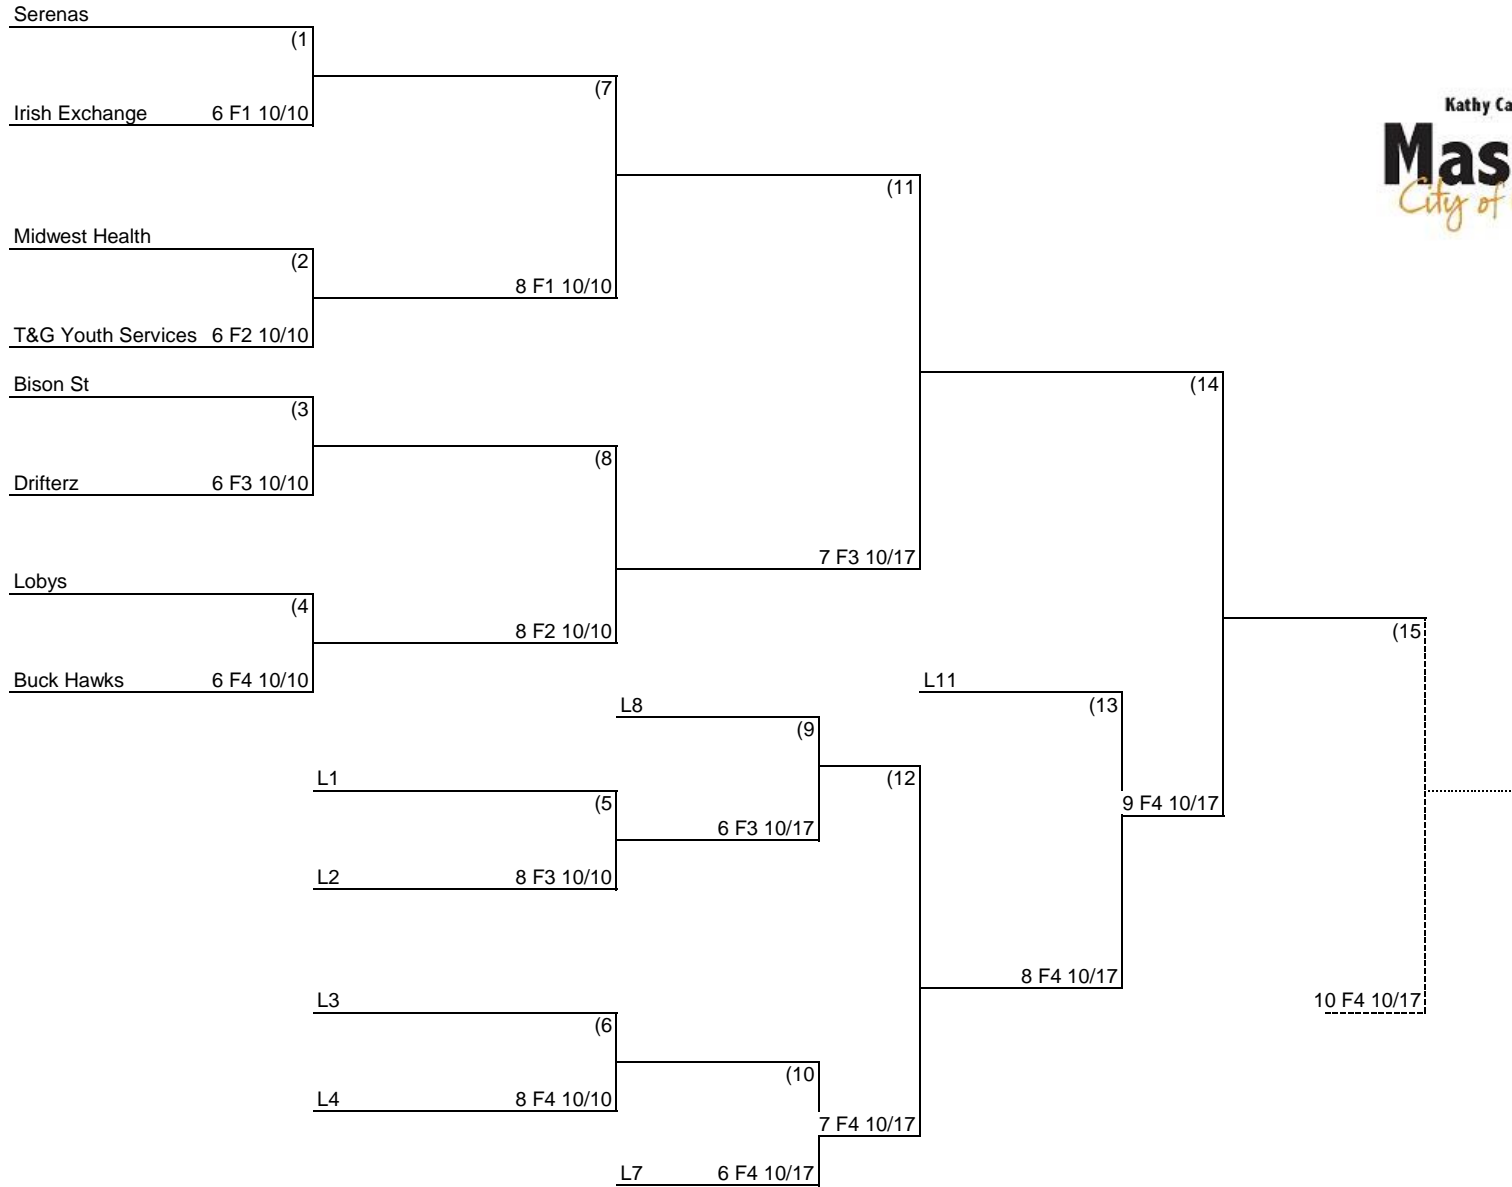 Serenas
(1
Irish Exchange 6 F1 10/10
(7
Kathy Ca
Mas
City of
(11
Midwest Health
(2
8 F1 10/10
T&G Youth Services 6 F2 10/10
Bison St
(3
(14
(8
Drifterz 6 F3 10/10
7 F3 10/17
Lobys
(4
8 F2 10/10
(15
Buck Hawks 6 F4 10/10
L11
L8
(13
(9
L1
(12
(5
9 F4 10/17
6 F3 10/17
L2 8 F3 10/10
8 F4 10/17
L3
10 F4 10/17
(6
(10
L4 8 F4 10/10
7 F4 10/17
L7 6 F4 10/17